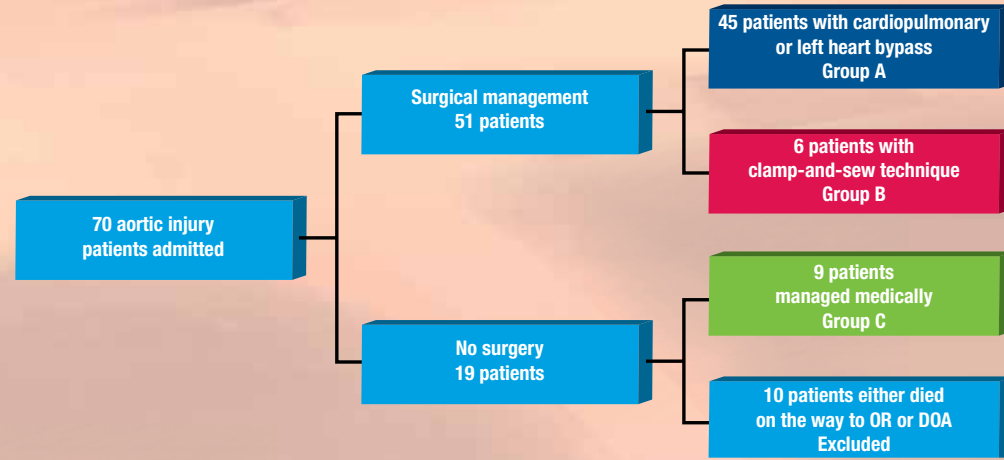 45 patients with cardiopulmonary
or left heart bypass
Group A
Surgical management
51 patients
6 patients with
clamp-and-sew technique
Group B
70 aortic injury
patients admitted
9 patients
managed medically
Group C
No surgery
19 patients
10 patients either died
on the way to OR or DOA
Excluded